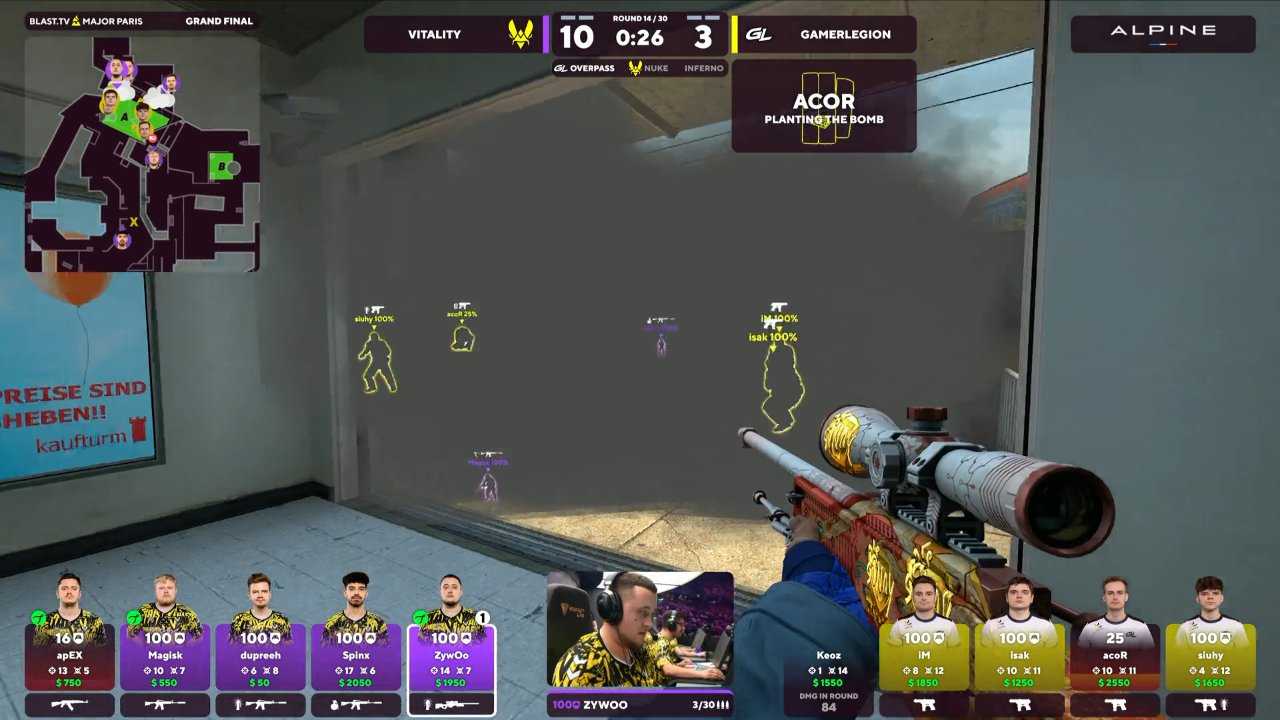 BLAST.TV MAJOR PARIS GRAND FINAL
VITALITY 10 ROUND 14 / 30 0:26 3 GL GAMERLEGION
ALPINE
GL OVERPASS NUKE INFERNO
ACOR
PLANTING THE BOMB
A
B
X
siuhy 100%
acoR 25%
iM 100%
isak 100%
Magisk 100%
PREISE SIND
HEBEN!!
kaufturm
16 100 100 100 100 1
apEX Magisk dupreeh Spinx ZywOo
13 5 10 7 6 8 17 6 14 7
$750 $550 $50 $2050 $1950
100 ZYWOO 3/30
Keoz
1 14
$1550
DMG IN ROUND
84
100 100 25 GL 100
iM isak acoR siuhy
8 12 10 11 10 11 4 12
$1850 $1250 $2550 $1650